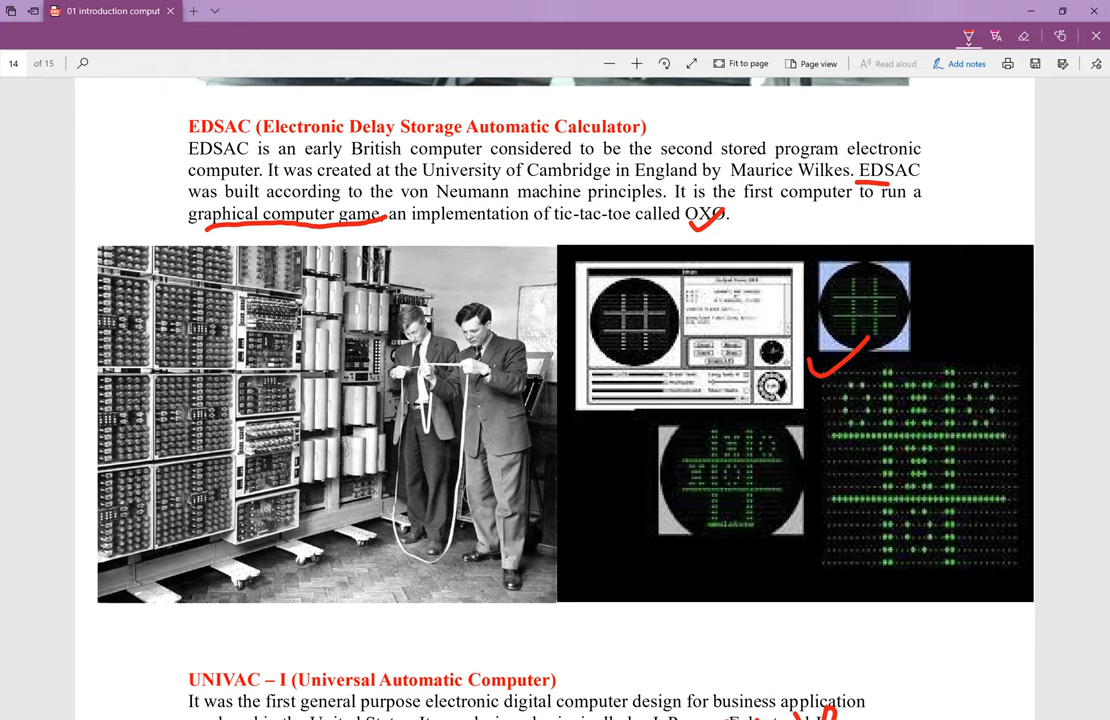 01 introduction comput
14 of 15
Fit to page
Page view
Read aloud
Add notes
EDSAC (Electronic Delay Storage Automatic Calculator)
EDSAC is an early British computer considered to be the second stored program electronic
computer. It was created at the University of Cambridge in England by Maurice Wilkes. EDSAC
was built according to the von Neumann machine principles. It is the first computer to run a
graphical computer game, an implementation of tic-tac-toe called OXO.
UNIVAC – I (Universal Automatic Computer)
It was the first general purpose electronic digital computer design for business application